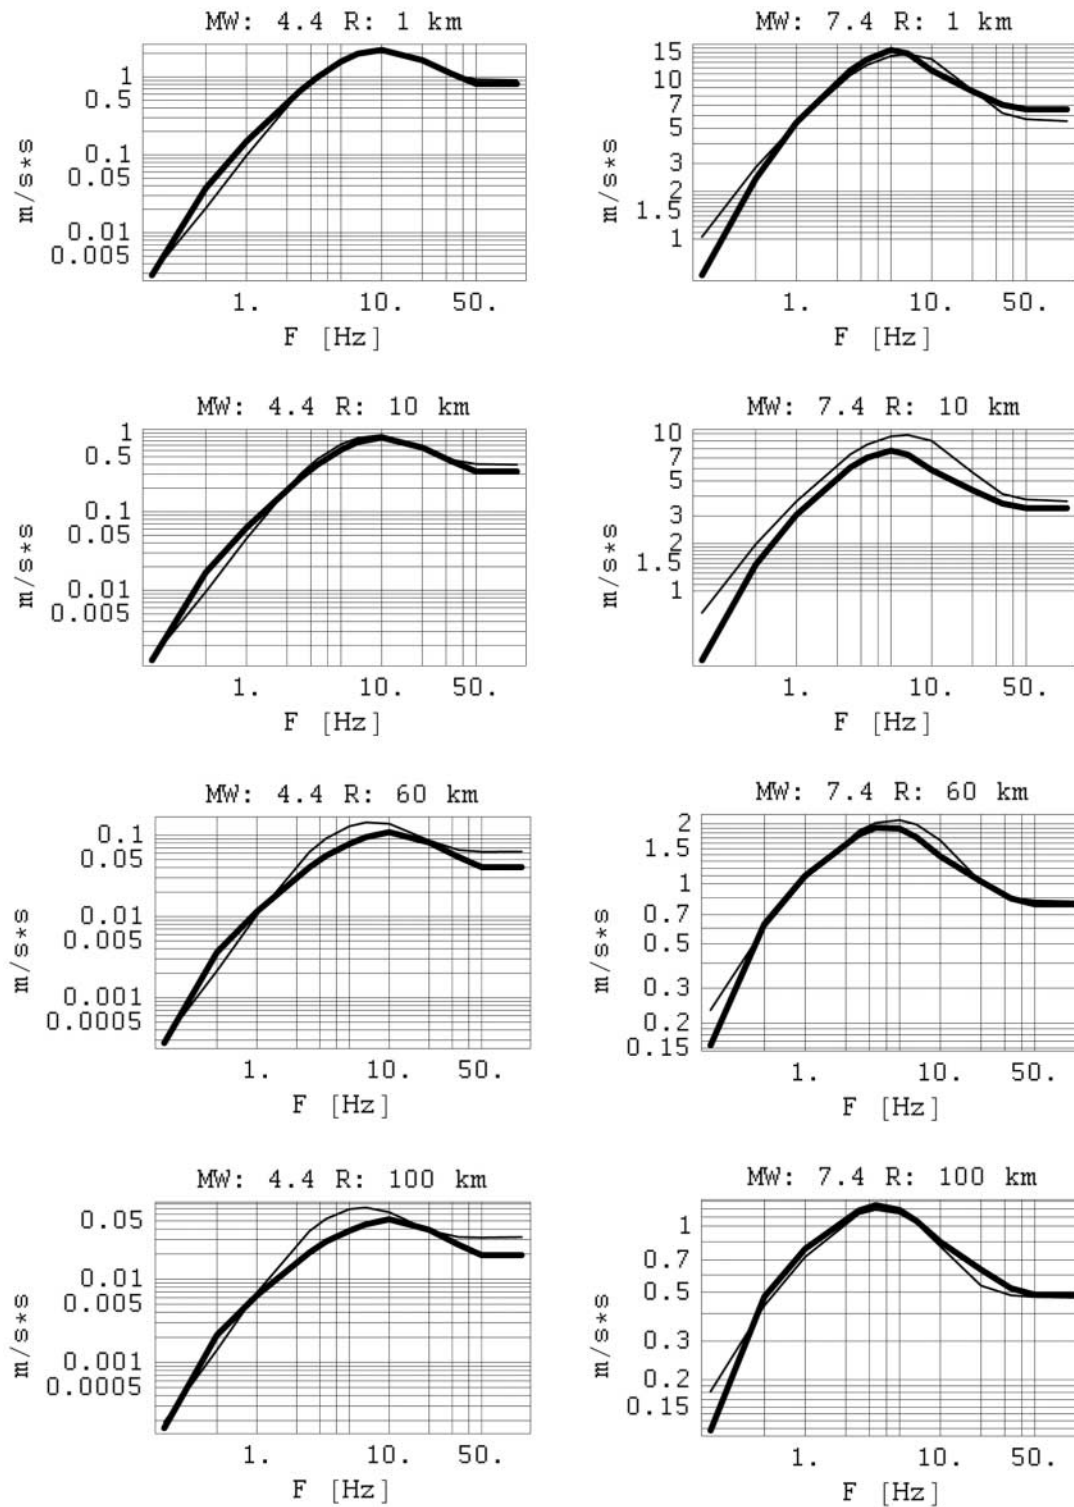 MW: 4.4 R: 1 km
1
0.5
0.1
0.05
0.01
0.005
m/s*s
1. 10. 50.
F [Hz]
MW: 7.4 R: 1 km
15
10
7
5
3
2
1.5
1
m/s*s
1. 10. 50.
F [Hz]
MW: 4.4 R: 10 km
1
0.5
0.1
0.05
0.01
0.005
m/s*s
1. 10. 50.
F [Hz]
MW: 7.4 R: 10 km
10
7
5
3
2
1.5
1
m/s*s
1. 10. 50.
F [Hz]
MW: 4.4 R: 60 km
0.1
0.05
0.01
0.005
0.001
0.0005
m/s*s
1. 10. 50.
F [Hz]
MW: 7.4 R: 60 km
2
1.5
1
0.7
0.5
0.3
0.2
0.15
m/s*s
1. 10. 50.
F [Hz]
MW: 4.4 R: 100 km
0.05
0.01
0.005
0.001
0.0005
m/s*s
1. 10. 50.
F [Hz]
MW: 7.4 R: 100 km
1
0.7
0.5
0.3
0.2
0.15
m/s*s
1. 10. 50.
F [Hz]